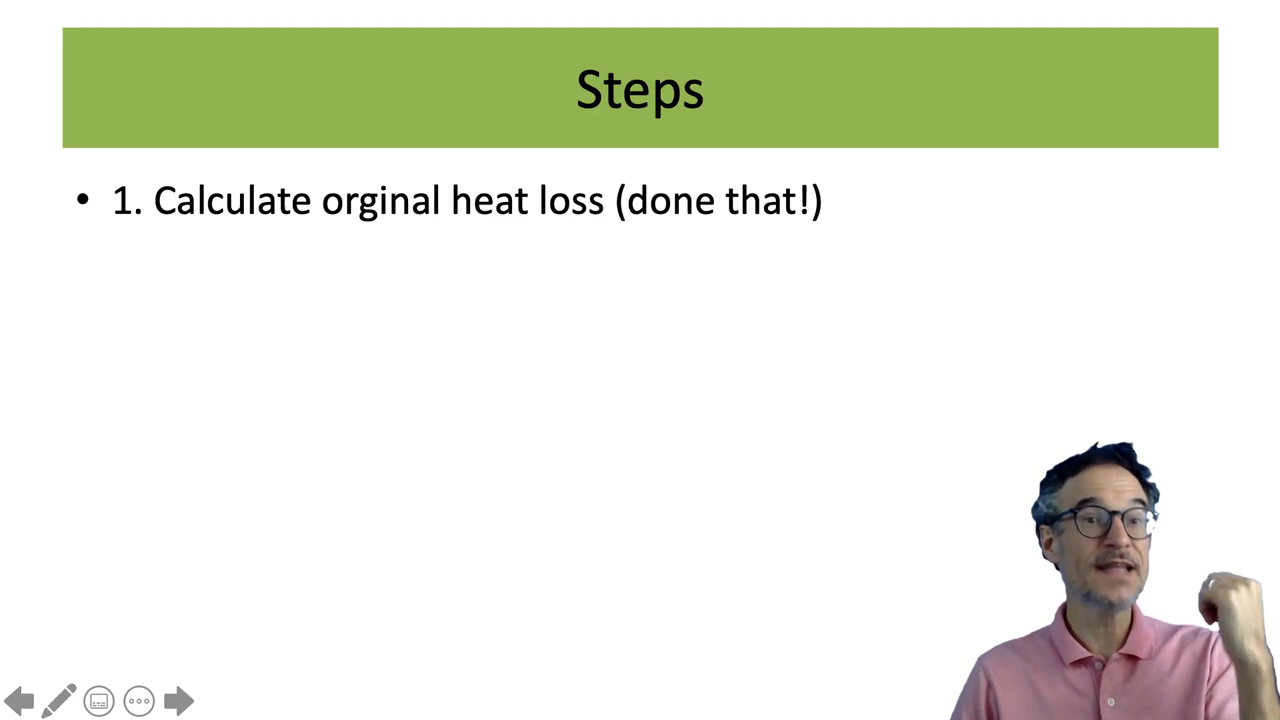 Steps
• 1. Calculate orginal heat loss (done that!)